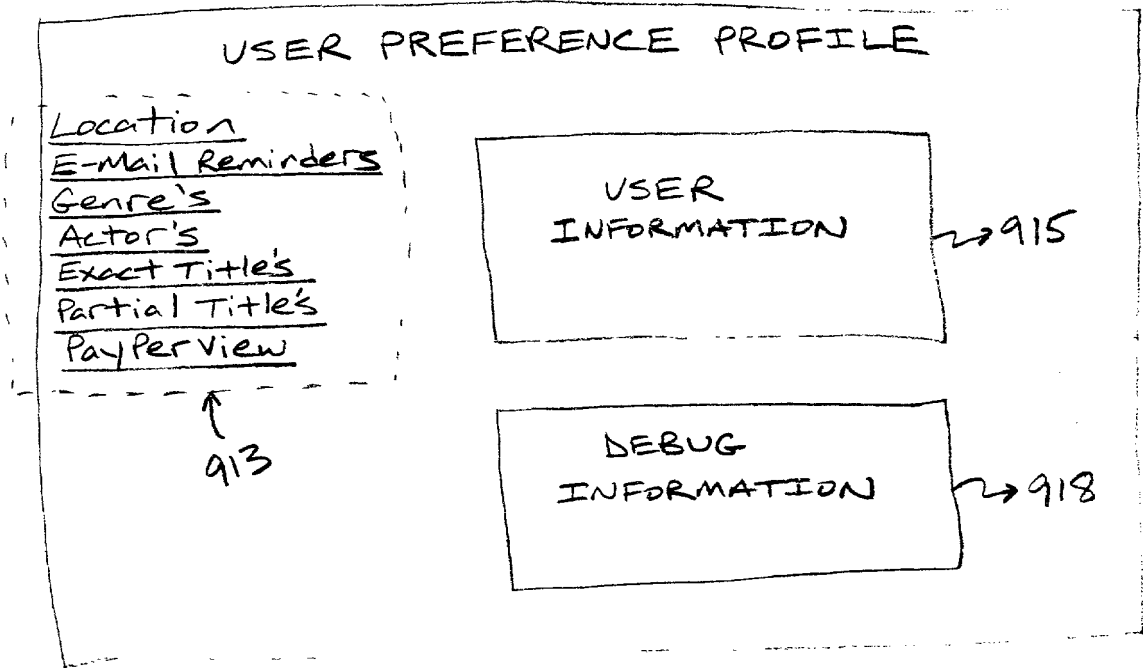 USER PREFERENCE PROFILE
Location
E-Mail Reminders
Genre's
Actor's
Exact Title's
Partial Title's
PayPerView
913
USER
INFORMATION
915
DEBUG
INFORMATION
918